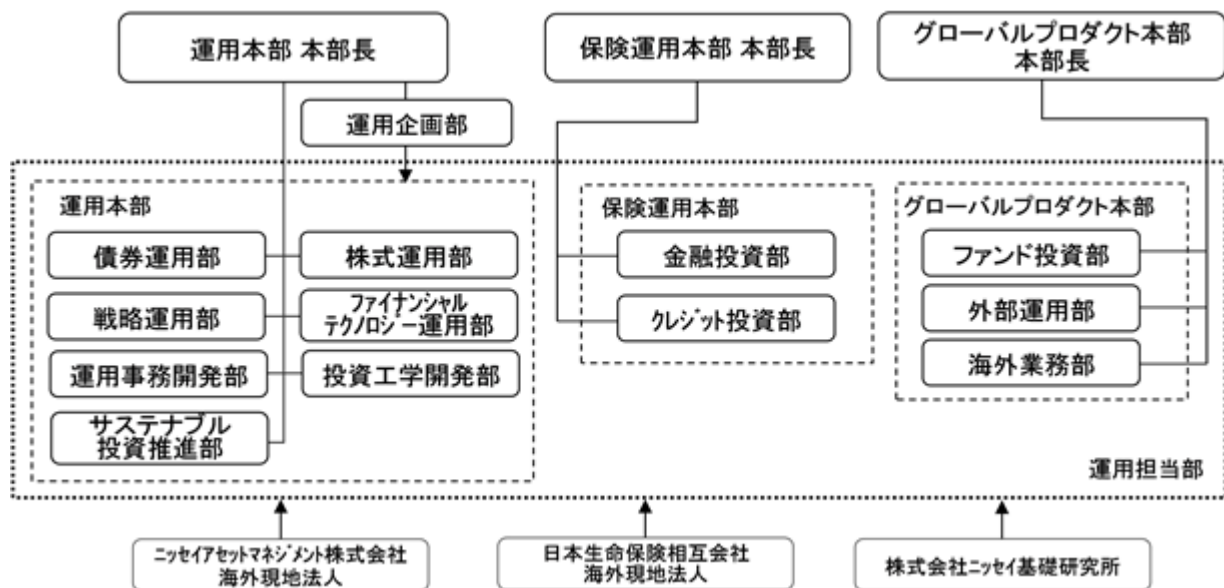 運用本部 本部長
保険運用本部 本部長
グローバルプロダクト本部
本部長
運用企画部
運用本部
債券運用部
株式運用部
戦略運用部
ファイナンシャル
テクノロジー運用部
運用事務開発部
投資工学開発部
サステナブル
投資推進部
保険運用本部
金融投資部
クレジット投資部
グローバルプロダクト本部
ファンド投資部
外部運用部
海外業務部
運用担当部
ニッセイアセットマネジメント株式会社
海外現地法人
日本生命保険相互会社
海外現地法人
株式会社ニッセイ基礎研究所